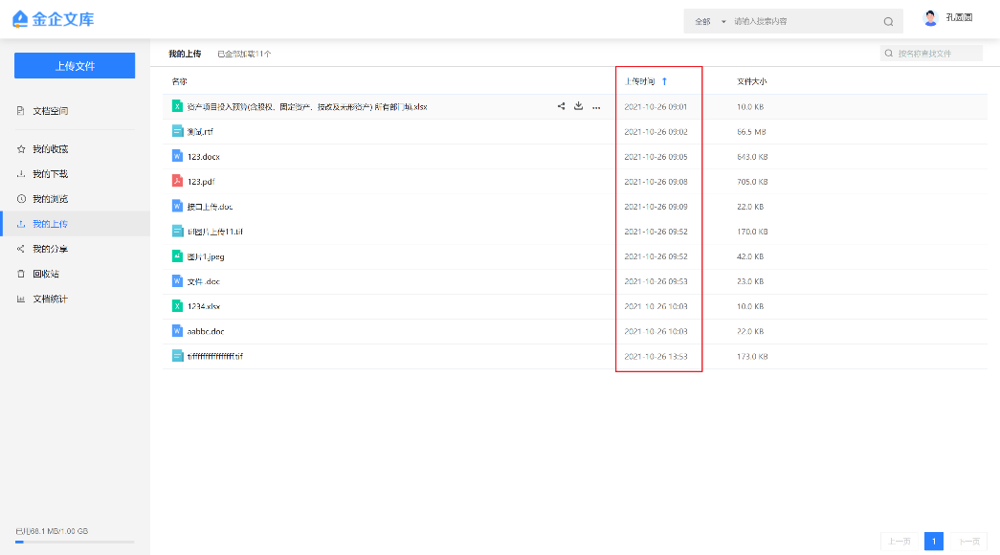 金企文库
全部 请输入搜索内容
孔圆圆
上传文件
文档空间
我的收藏
我的下载
我的浏览
我的上传
我的分享
回收站
文档统计
已用68.1 MB/1.00 GB
我的上传 已全部加载11个
按名称查找文件
名称 上传时间 文件大小
资产项目投入预算(含股权、固定资产、技改及无形资产) 所有部门填.xlsx 2021-10-26 09:01 10.0 KB
测试.rtf 2021-10-26 09:02 66.5 MB
123.docx 2021-10-26 09:05 643.0 KB
123.pdf 2021-10-26 09:08 705.0 KB
接口上传.doc 2021-10-26 09:09 22.0 KB
tif图片上传11.tif 2021-10-26 09:52 170.0 KB
图片1.jpeg 2021-10-26 09:52 42.0 KB
文件 .doc 2021-10-26 09:53 23.0 KB
1234.xlsx 2021-10-26 10:03 10.0 KB
aabbc.doc 2021-10-26 10:03 22.0 KB
2021-10-26 13:53 173.0 KB
上一页 1 下一页